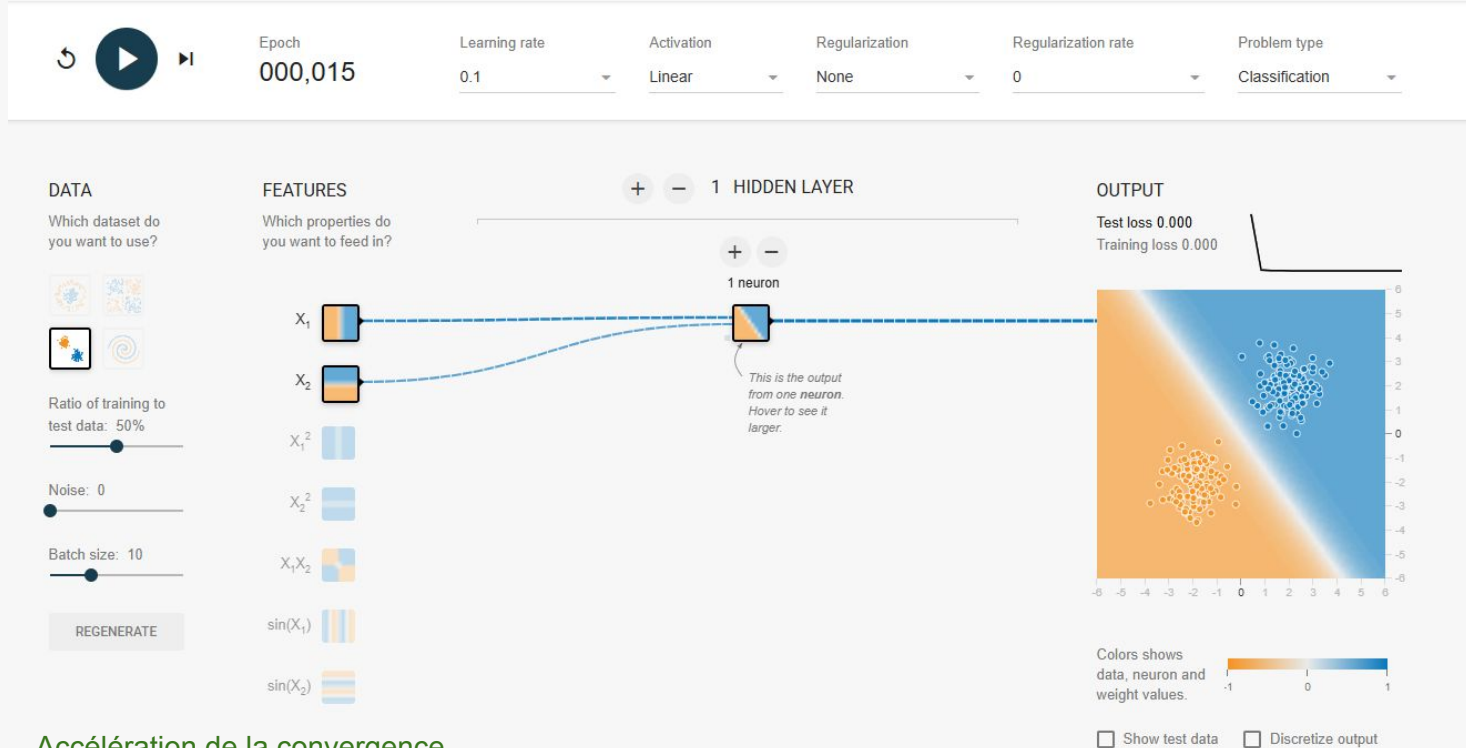 Epoch
000,015
Learning rate
0.1
Activation
Linear
Regularization
None
Regularization rate
0
Problem type
Classification
DATA
Which dataset do
you want to use?
Ratio of training to
test data: 50%
Noise: 0
Batch size: 10
REGENERATE
FEATURES
Which properties do
you want to feed in?
X₁
X₂
X₁²
X₂²
X₁X₂
sin(X₁)
sin(X₂)
+ − 1 HIDDEN LAYER
+ −
1 neuron
This is the output
from one neuron.
Hover to see it
larger.
OUTPUT
Test loss 0.000
Training loss 0.000
6
5
4
3
2
1
0
-1
-2
-3
-4
-5
-6
-6 -5 -4 -3 -2 -1 0 1 2 3 4 5 6
Colors shows
data, neuron and
weight values.
-1 0 1
Show test data
Discretize output
Accélération de la convergence